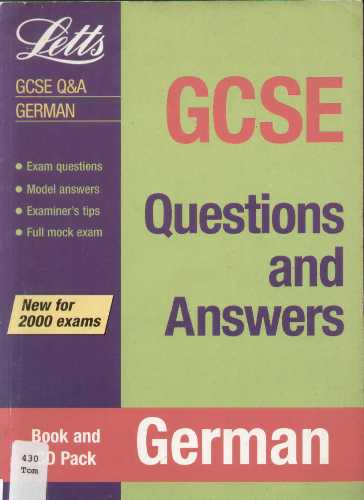 Letts
GCSE Q&A
GERMAN
• Exam questions
• Model answers
• Examiner's tips
• Full mock exam
New for
2000 exams
GCSE
Questions
and
Answers
Book and
Pack
430
Tom
German